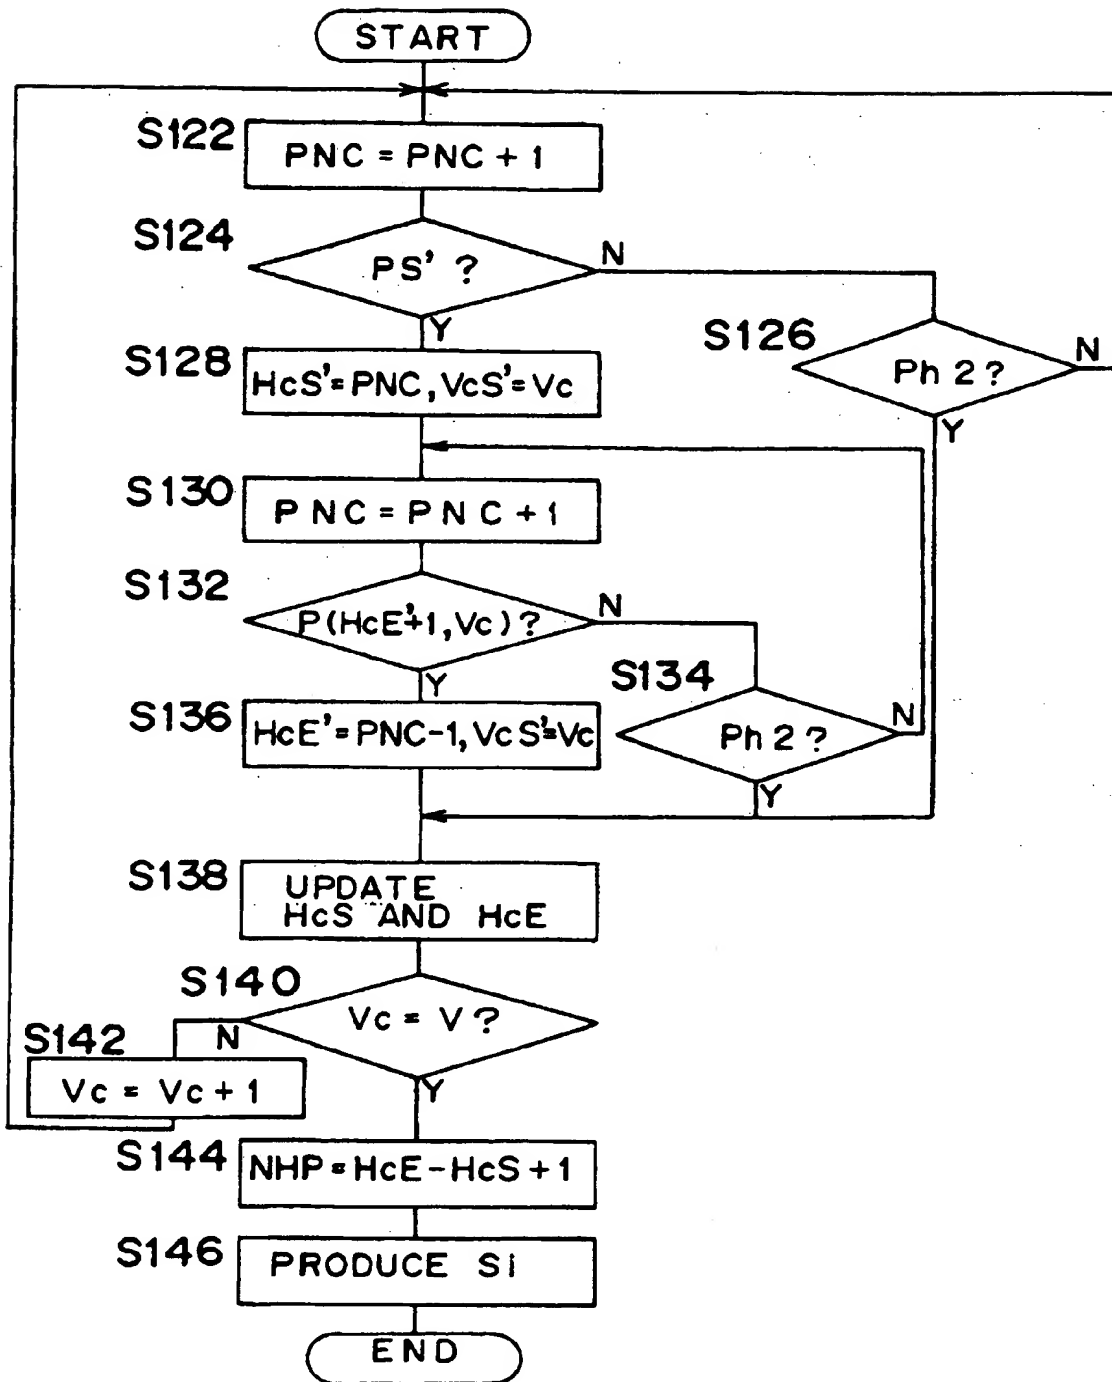 START
S122
PNC = PNC + 1
S124
PS' ?
N
Y
S126
Ph 2 ?
N
Y
S128
HcS'=PNC, VcS'=Vc
S130
PNC = PNC + 1
S132
P(HcE'+1, Vc) ?
N
Y
S134
Ph 2 ?
N
Y
S136
HcE'=PNC-1, VcS'=Vc
S138
UPDATE
HcS AND HcE
S140
Vc = V ?
N
Y
S142
Vc = Vc + 1
S144
NHP = HcE - HcS + 1
S146
PRODUCE Si
END